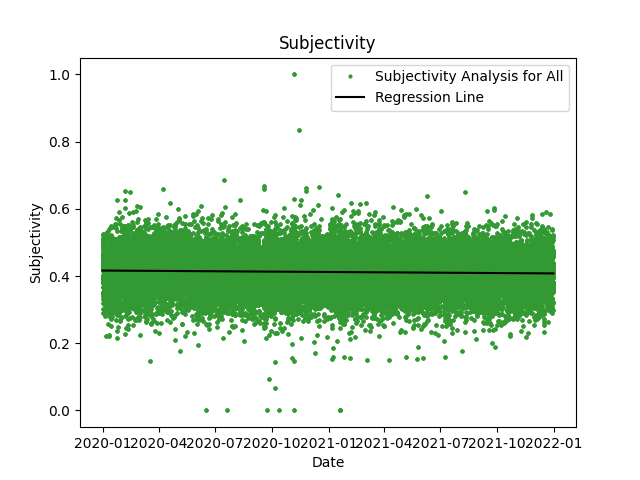 Subjectivity
1.0
Subjectivity Analysis for All
Regression Line
0.8
0.6
0.4
0.2
0.0
Subjectivity
2020-01 2020-04 2020-07 2020-10 2021-01 2021-04 2021-07 2021-10 2022-01
Date